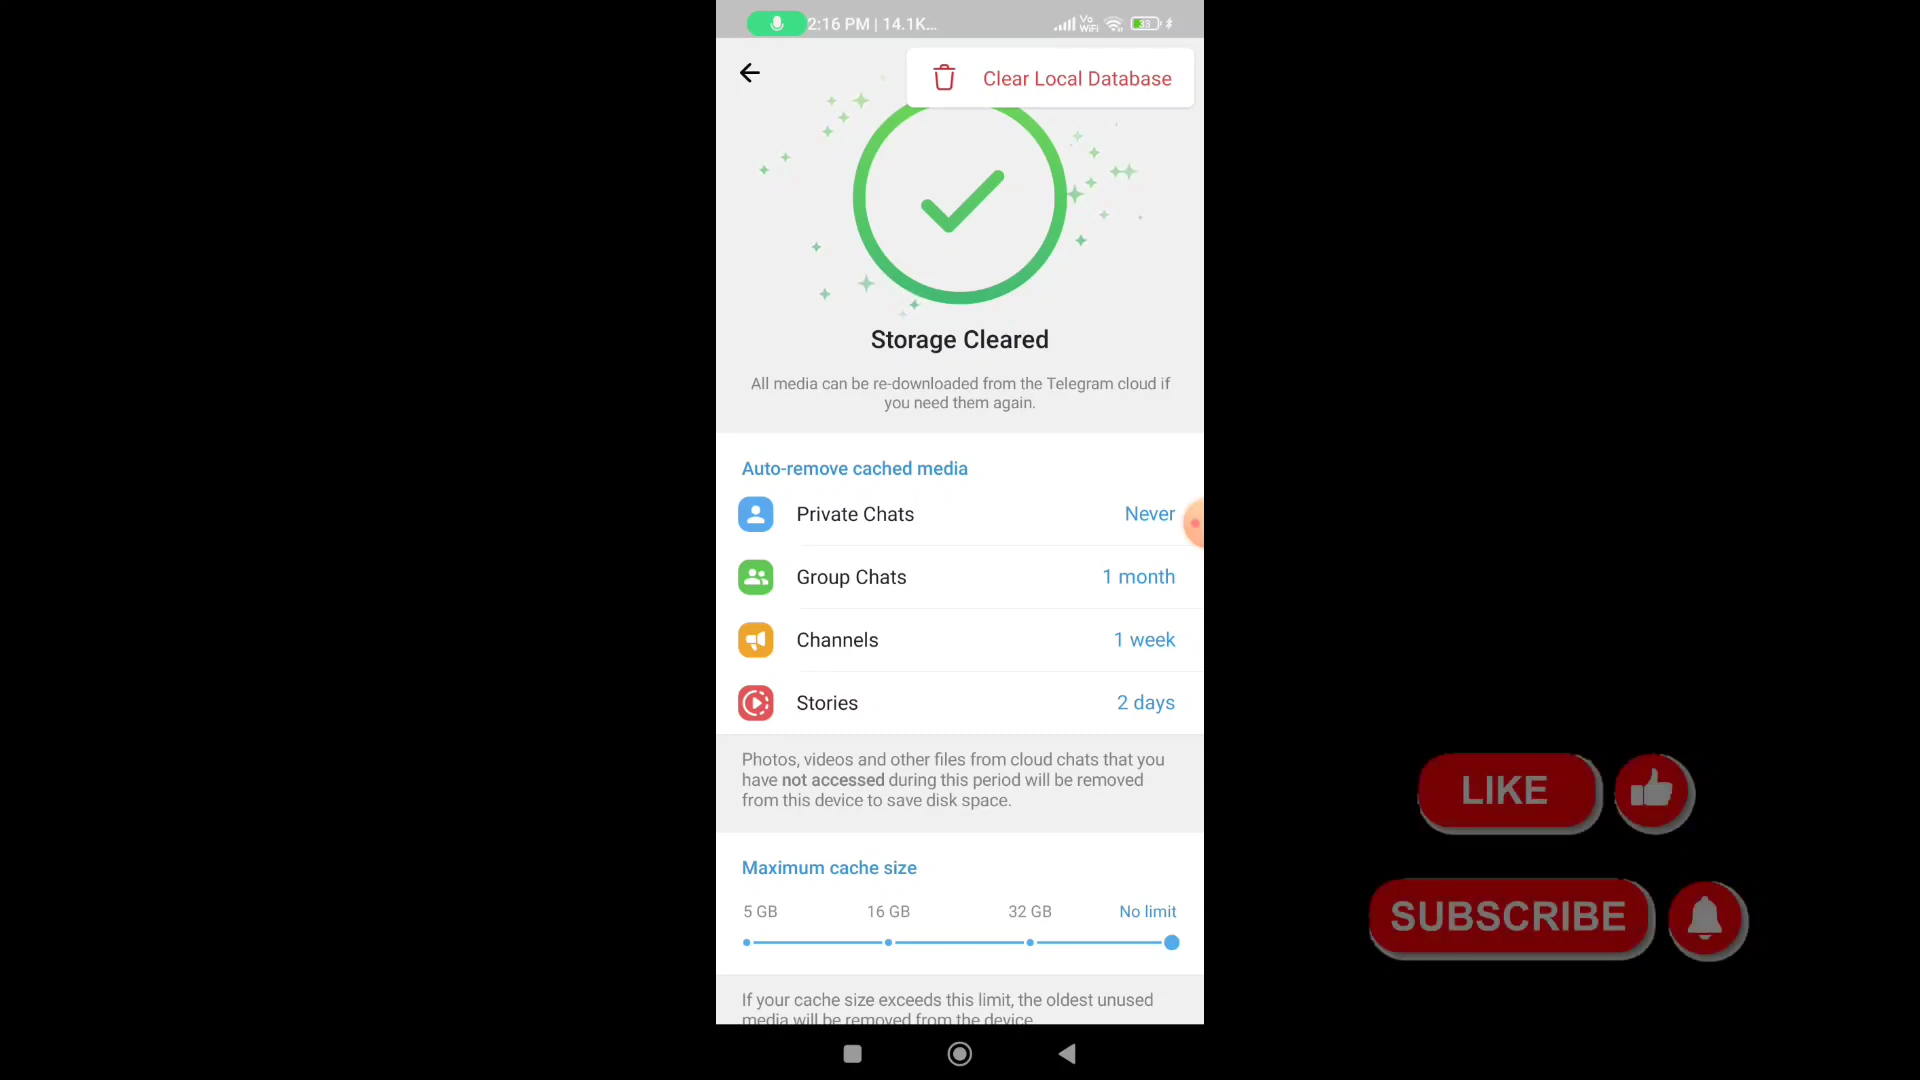 2:16 PM | 14.1K...
Vo
WiFi
33
Clear Local Database
Storage Cleared
All media can be re-downloaded from the Telegram cloud if
you need them again.
Auto-remove cached media
Private Chats
Never
Group Chats
1 month
Channels
1 week
Stories
2 days
Photos, videos and other files from cloud chats that you
have not accessed during this period will be removed
from this device to save disk space.
Maximum cache size
5 GB
16 GB
32 GB
No limit
If your cache size exceeds this limit, the oldest unused
media will be removed from the device.
LIKE
SUBSCRIBE